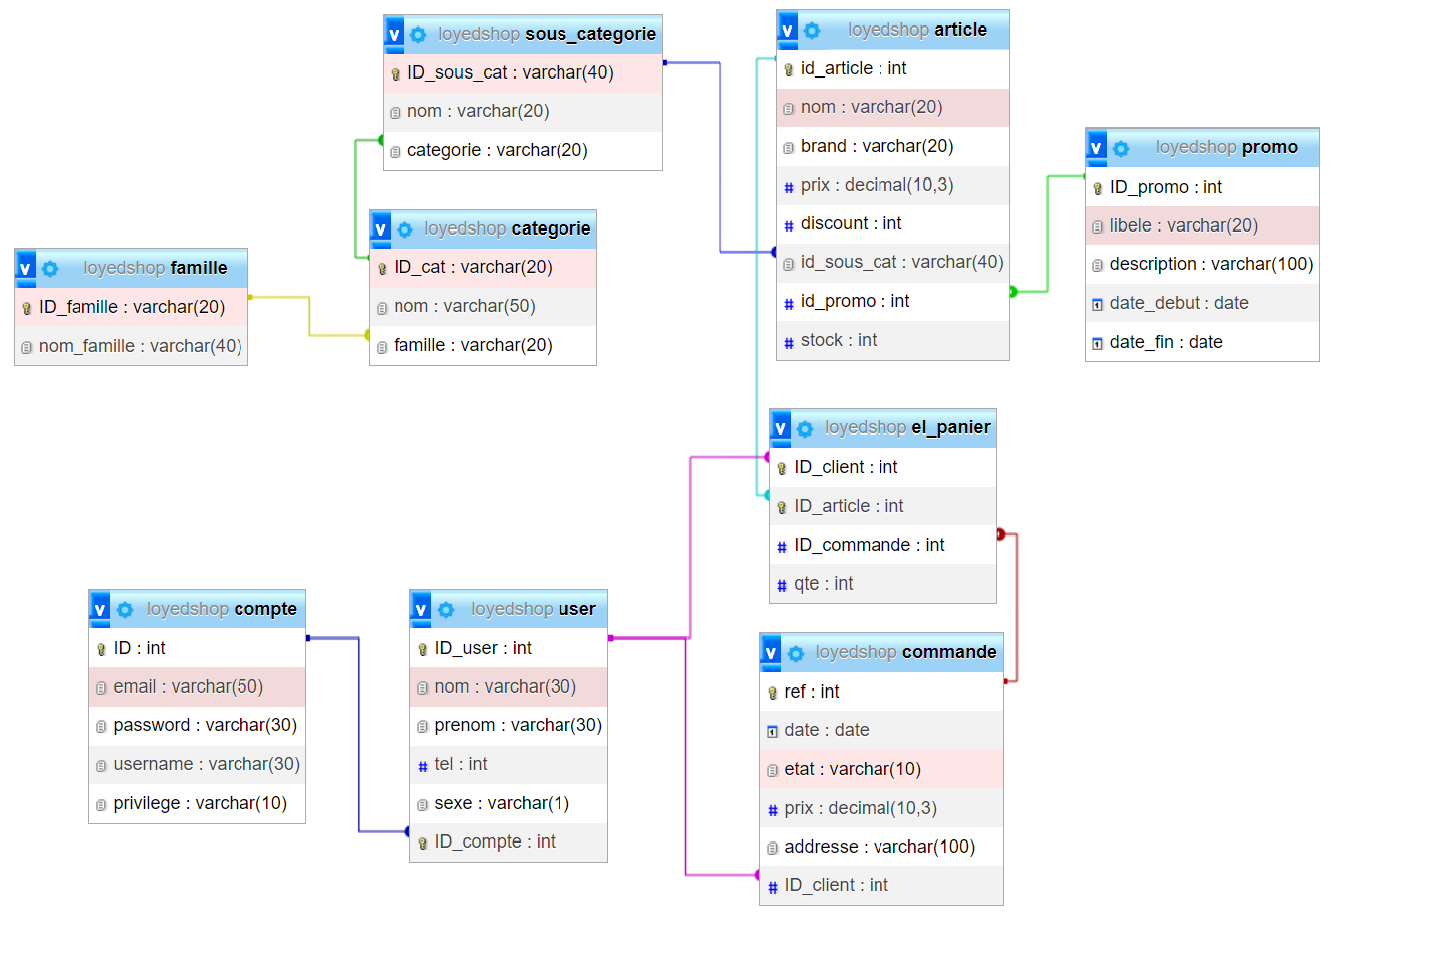 loyedshop sous_categorie
ID_sous_cat : varchar(40)
nom : varchar(20)
categorie : varchar(20)
loyedshop article
id_article : int
nom : varchar(20)
brand : varchar(20)
prix : decimal(10,3)
discount : int
id_sous_cat : varchar(40)
id_promo : int
stock : int
loyedshop promo
ID_promo : int
libele : varchar(20)
description : varchar(100)
date_debut : date
date_fin : date
loyedshop categorie
ID_cat : varchar(20)
nom : varchar(50)
famille : varchar(20)
loyedshop famille
ID_famille : varchar(20)
nom_famille : varchar(40)
loyedshop el_panier
ID_client : int
ID_article : int
ID_commande : int
qte : int
loyedshop compte
ID : int
email : varchar(50)
password : varchar(30)
username : varchar(30)
privilege : varchar(10)
loyedshop user
ID_user : int
nom : varchar(30)
prenom : varchar(30)
tel : int
sexe : varchar(1)
ID_compte : int
loyedshop commande
ref : int
date : date
etat : varchar(10)
prix : decimal(10,3)
addresse : varchar(100)
ID_client : int